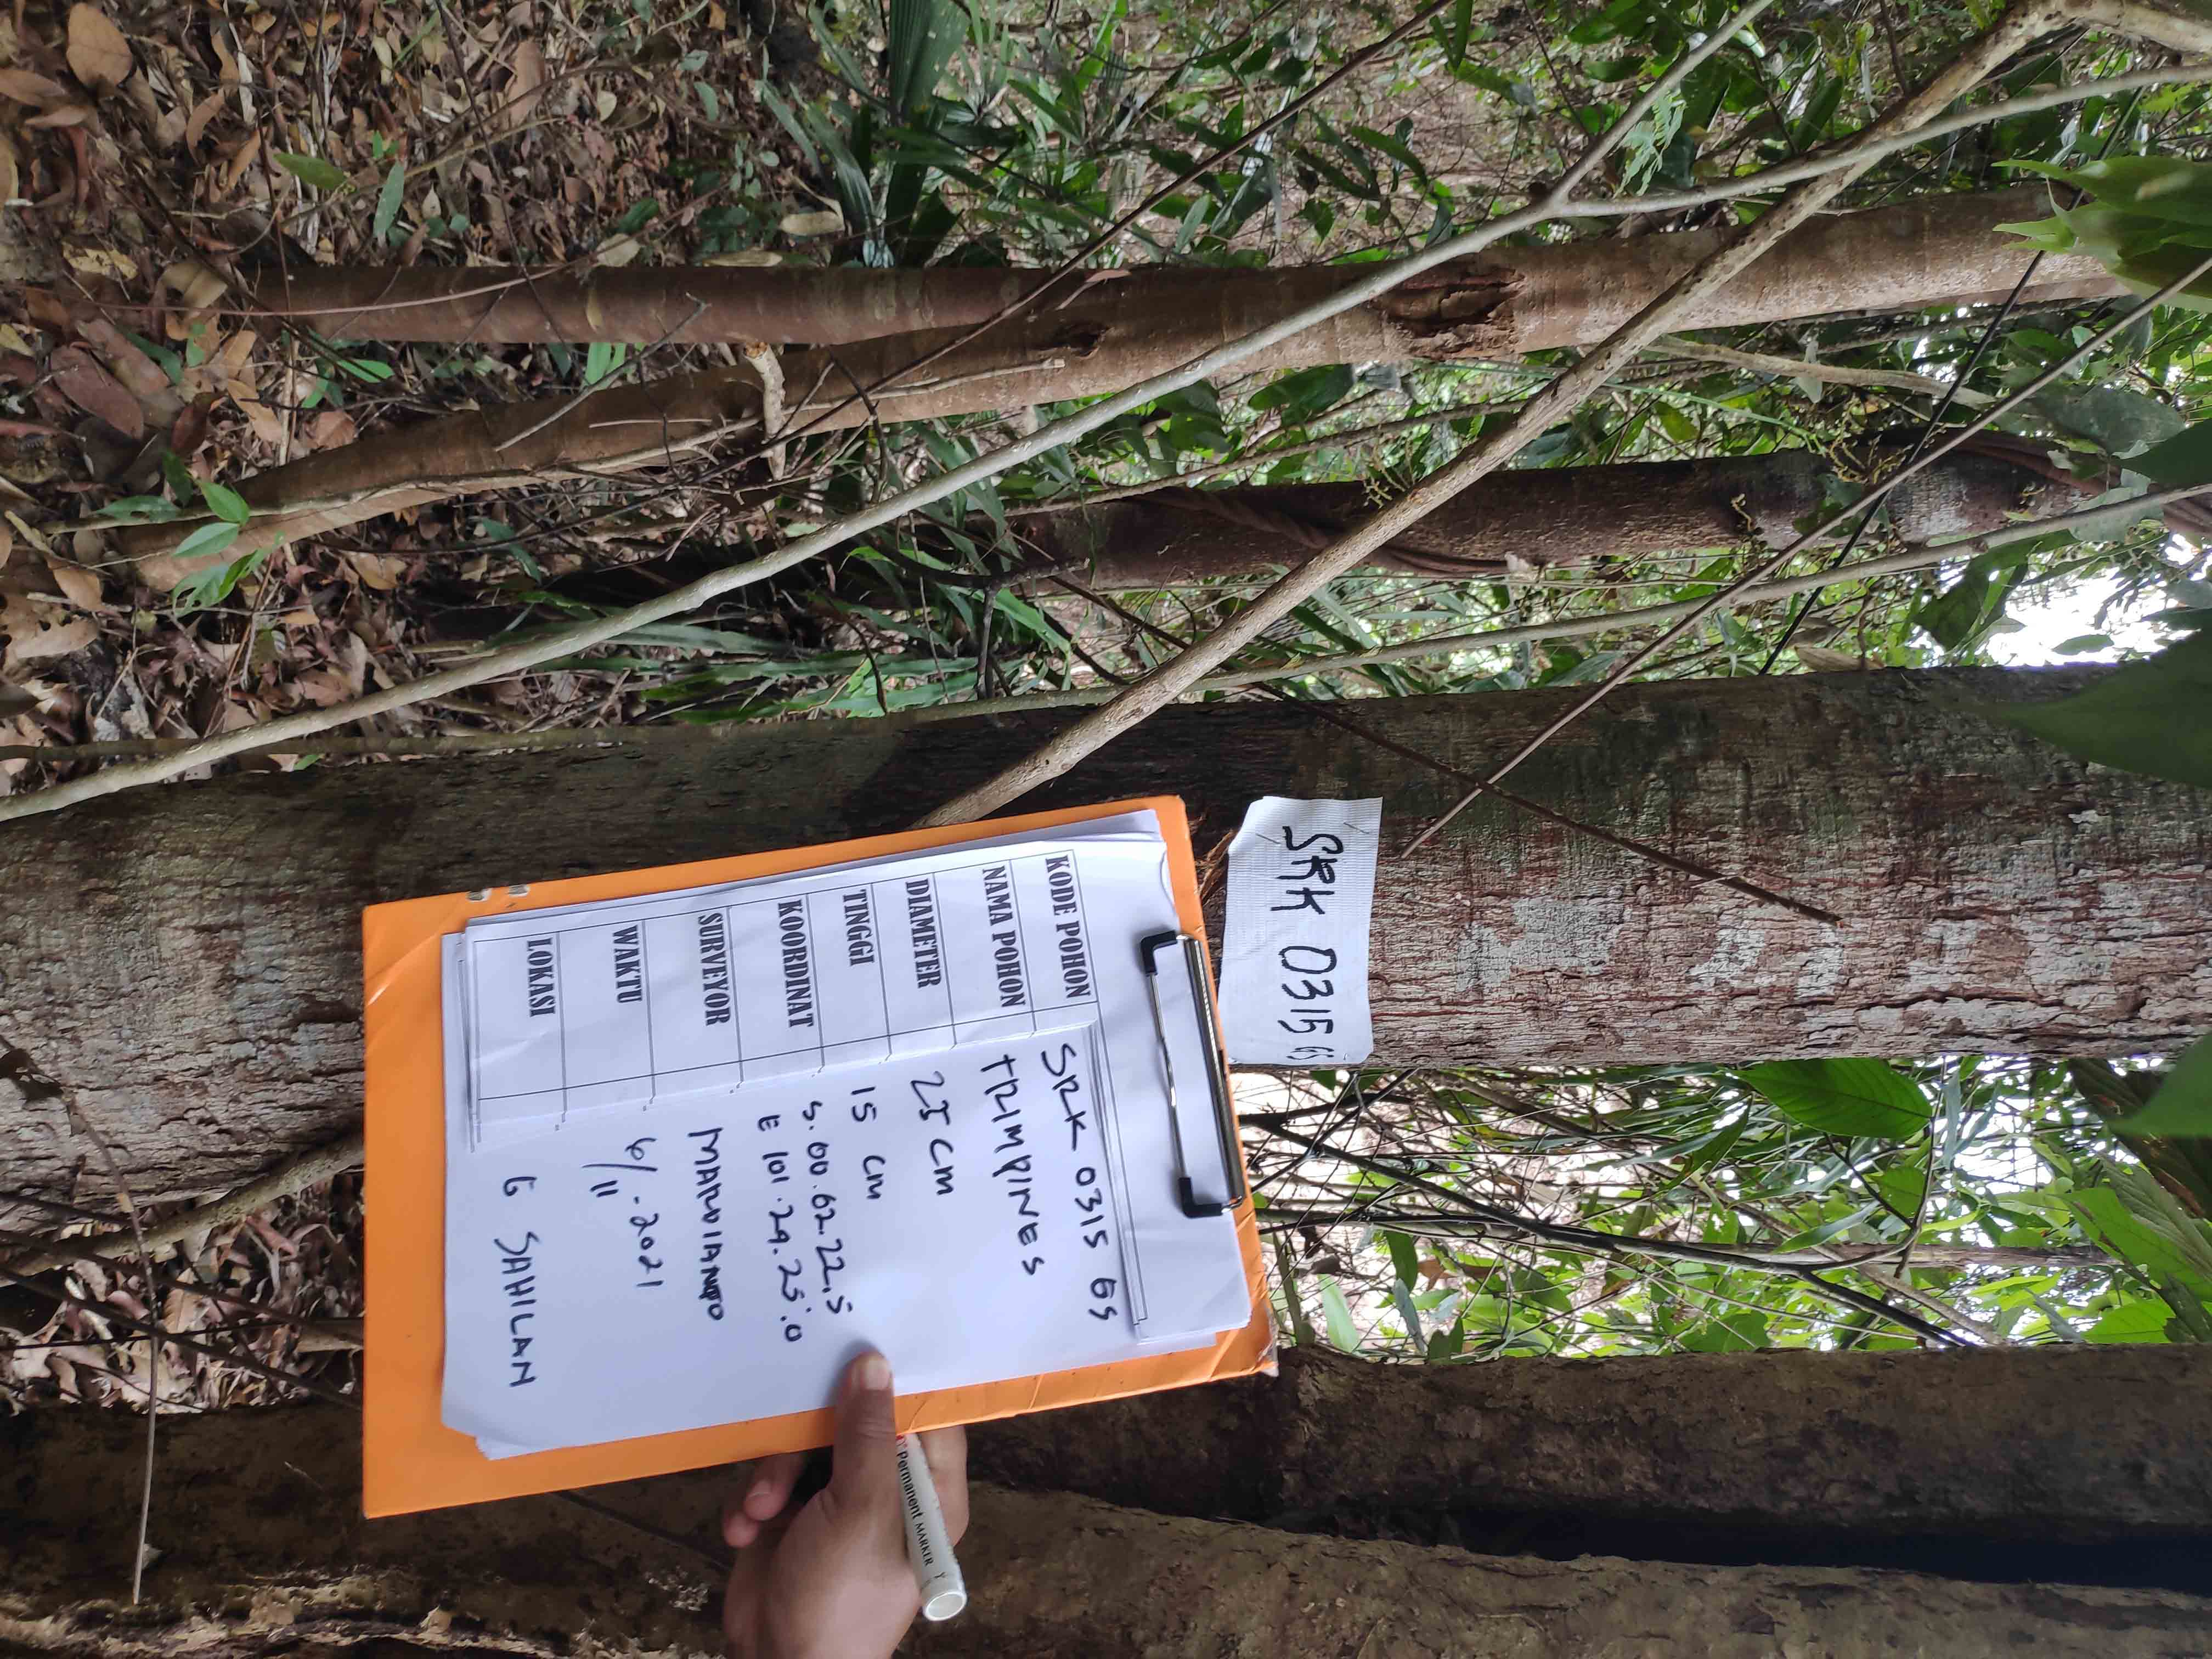 SRK 0315 GS
KODE POHON SRK 0315 GS
NAMA POHON TRIMPINES
DIAMETER 25 CM
TINGGI 15 CM
KOORDINAT S. 00.02.22,5
E 101.29.25.0
SURVEYOR MARDIANTO
WAKTU 6/11-2021
LOKASI G SAHILAN
Permanent MARKER